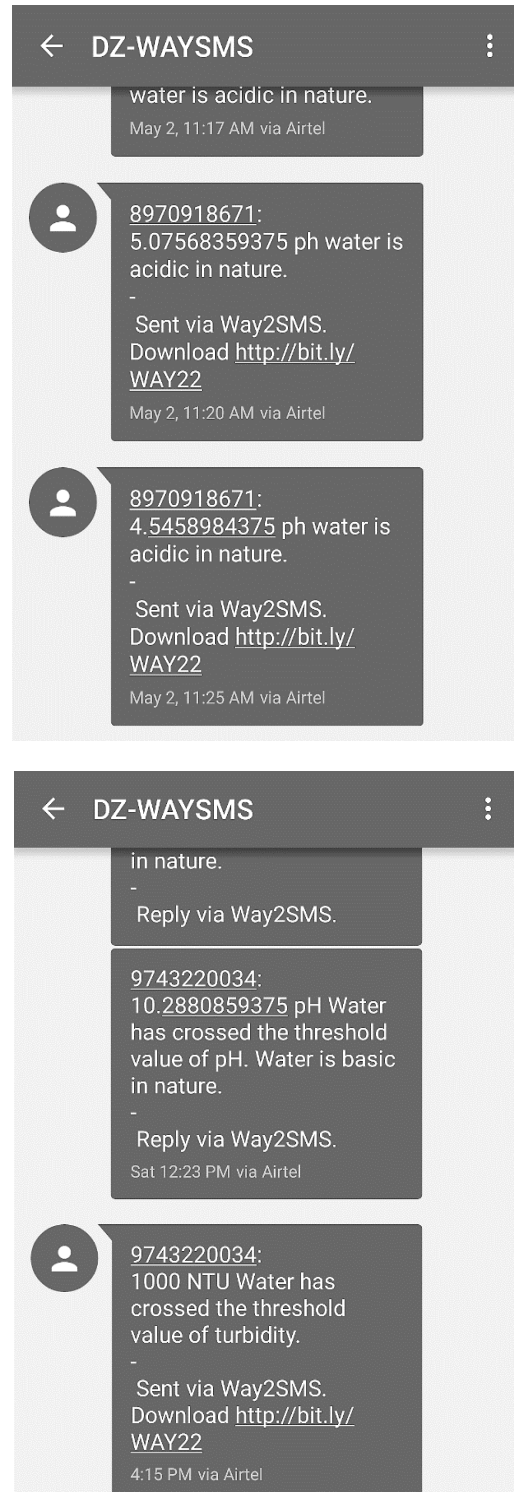 DZ-WAYSMS
water is acidic in nature.
May 2, 11:17 AM via Airtel
8970918671:
5.07568359375 ph water is
acidic in nature.
-
Sent via Way2SMS.
Download http://bit.ly/
WAY22
May 2, 11:20 AM via Airtel
8970918671:
4.5458984375 ph water is
acidic in nature.
-
Sent via Way2SMS.
Download http://bit.ly/
WAY22
May 2, 11:25 AM via Airtel
DZ-WAYSMS
in nature.
-
Reply via Way2SMS.
9743220034:
10.2880859375 pH Water
has crossed the threshold
value of pH. Water is basic
in nature.
-
Reply via Way2SMS.
Sat 12:23 PM via Airtel
9743220034:
1000 NTU Water has
crossed the threshold
value of turbidity.
-
Sent via Way2SMS.
Download http://bit.ly/
WAY22
4:15 PM via Airtel